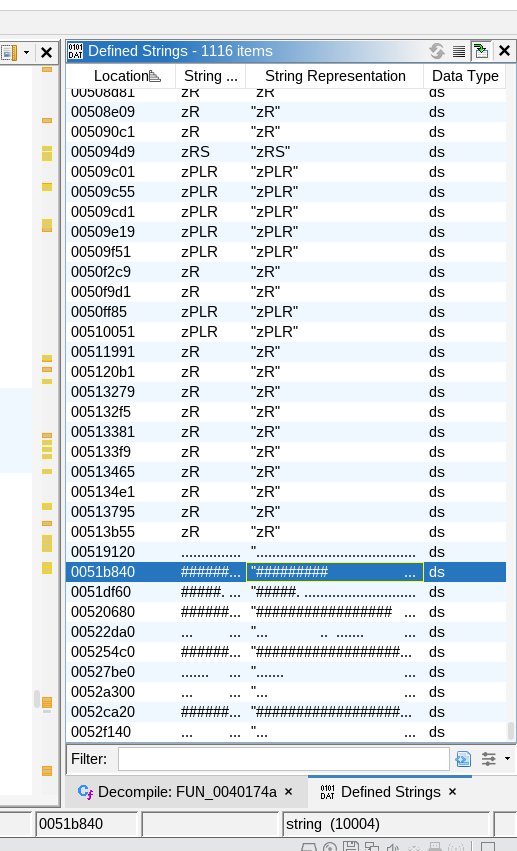 Defined Strings - 1116 items
Location String ... String Representation Data Type
00508d81 zR "zR" ds
00508e09 zR "zR" ds
005090c1 zR "zR" ds
005094d9 zRS "zRS" ds
00509c01 zPLR "zPLR" ds
00509c55 zPLR "zPLR" ds
00509cd1 zPLR "zPLR" ds
00509e19 zPLR "zPLR" ds
00509f51 zPLR "zPLR" ds
0050f2c9 zR "zR" ds
0050f9d1 zR "zR" ds
0050ff85 zPLR "zPLR" ds
00510051 zPLR "zPLR" ds
00511991 zR "zR" ds
005120b1 zR "zR" ds
00513279 zR "zR" ds
005132f5 zR "zR" ds
00513381 zR "zR" ds
005133f9 zR "zR" ds
00513465 zR "zR" ds
005134e1 zR "zR" ds
00513795 zR "zR" ds
00513b55 zR "zR" ds
00519120 ............... "........................................ ds
0051b840 ######... "######### ... ds
0051df60 #####. ... "#####. ............................ ds
00520680 ######... "################# ... ds
00522da0 ... ... "... .. ....... ... ds
005254c0 ######... "##################... ds
00527be0 ....... ... "....... ... ds
0052a300 ... ... "... ... ds
0052ca20 ######... "##################... ds
0052f140 ... ... "... ... ds
Filter:
Decompile: FUN_0040174a × Defined Strings ×
0051b840 string (10004)